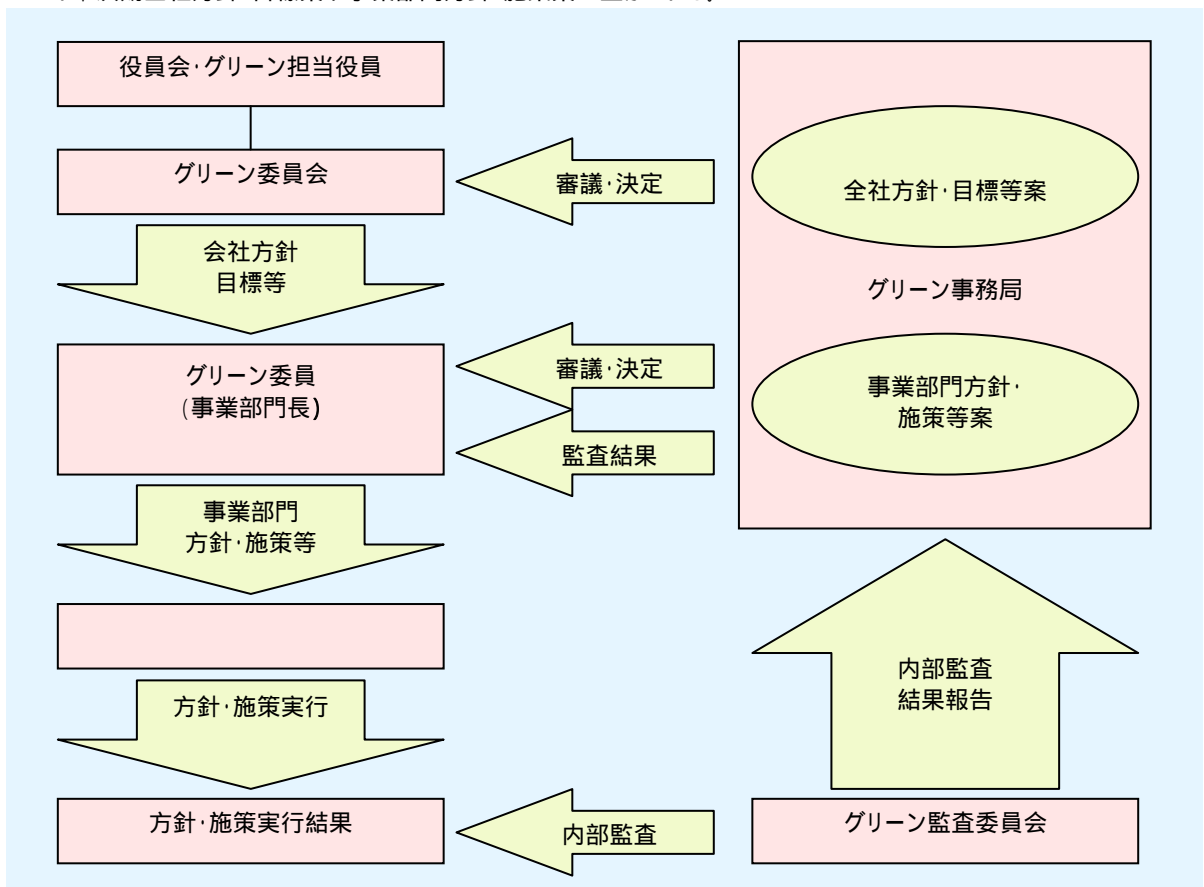 役員会・グリーン担当役員
グリーン委員会
審議・決定
全社方針・目標等案
会社方針
目標等
グリーン事務局
グリーン委員
(事業部門長)
審議・決定
監査結果
事業部門方針・
施策等案
事業部門
方針・施策等
方針・施策実行
内部監査
結果報告
方針・施策実行結果
内部監査
グリーン監査委員会